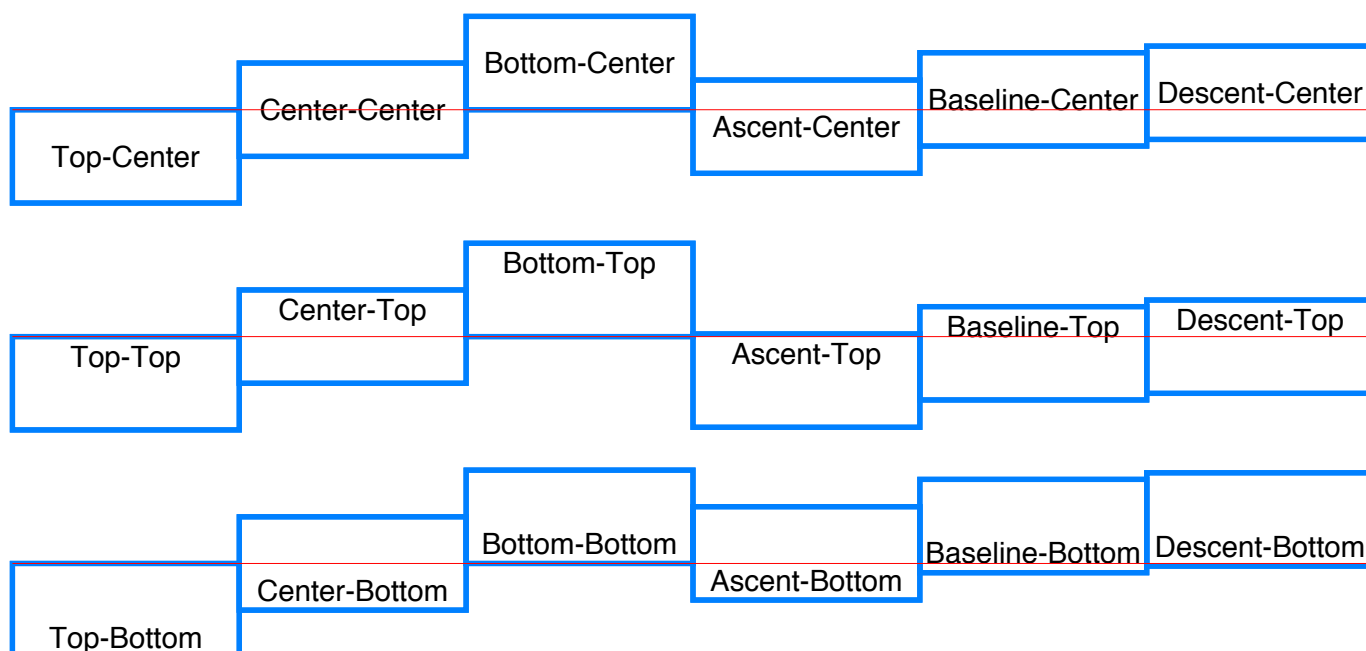 Top-Center Center-Center Bottom-Center Ascent-Center Baseline-Center Descent-Center
Top-Top Center-Top Bottom-Top Ascent-Top Baseline-Top Descent-Top
Top-Bottom Center-Bottom Bottom-Bottom Ascent-Bottom Baseline-Bottom Descent-Bottom